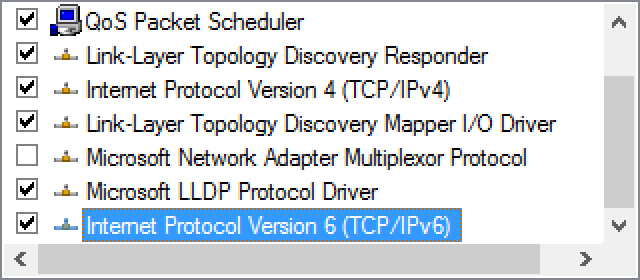 QoS Packet Scheduler
Link-Layer Topology Discovery Responder
Internet Protocol Version 4 (TCP/IPv4)
Link-Layer Topology Discovery Mapper I/O Driver
Microsoft Network Adapter Multiplexor Protocol
Microsoft LLDP Protocol Driver
Internet Protocol Version 6 (TCP/IPv6)